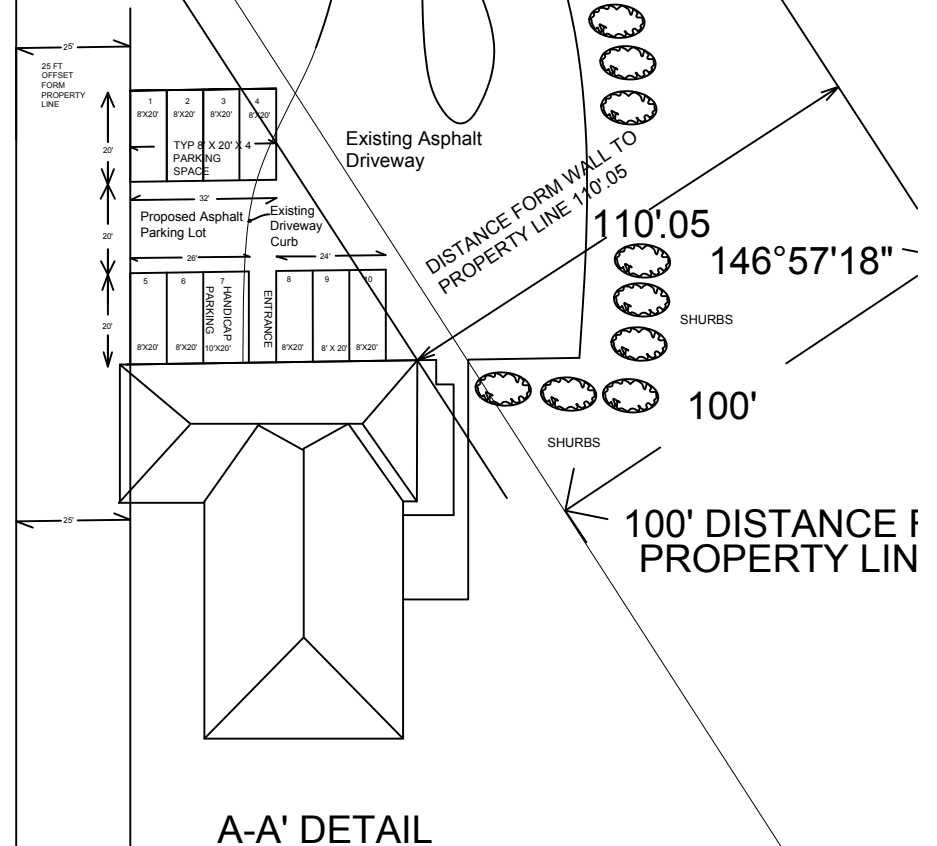 25'
25 FT
OFFSET
FORM
PROPERTY
LINE
1 2 3 4
8'X20' 8'X20' 8'X20' 8'X20'
20'
TYP 8' X 20' X 4
PARKING
SPACE
32'
Existing Asphalt
Driveway
DISTANCE FORM WALL TO
PROPERTY LINE 110'.05
110'.05
146°57'18"
20'
Proposed Asphalt
Parking Lot
Existing
Driveway
Curb
26'
24'
5 6 7 8 9 10
HANDICAP
PARKING
ENTRANCE
20'
8'X20' 8'X20' 10'X20' 8'X20' 8' X 20' 8'X20'
SHURBS
100'
SHURBS
25'
100' DISTANCE F
PROPERTY LIN
A-A' DETAIL